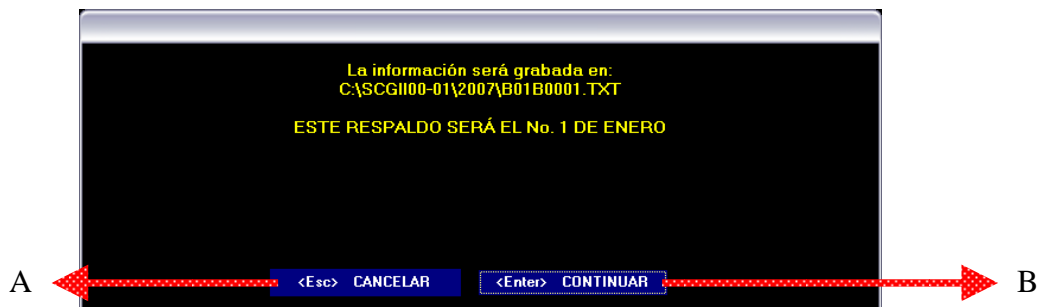 La información será grabada en:
C:\SCGII00-01\2007\B01B0001.TXT
ESTE RESPALDO SERÁ EL No. 1 DE ENERO
A <Esc> CANCELAR <Enter> CONTINUAR B